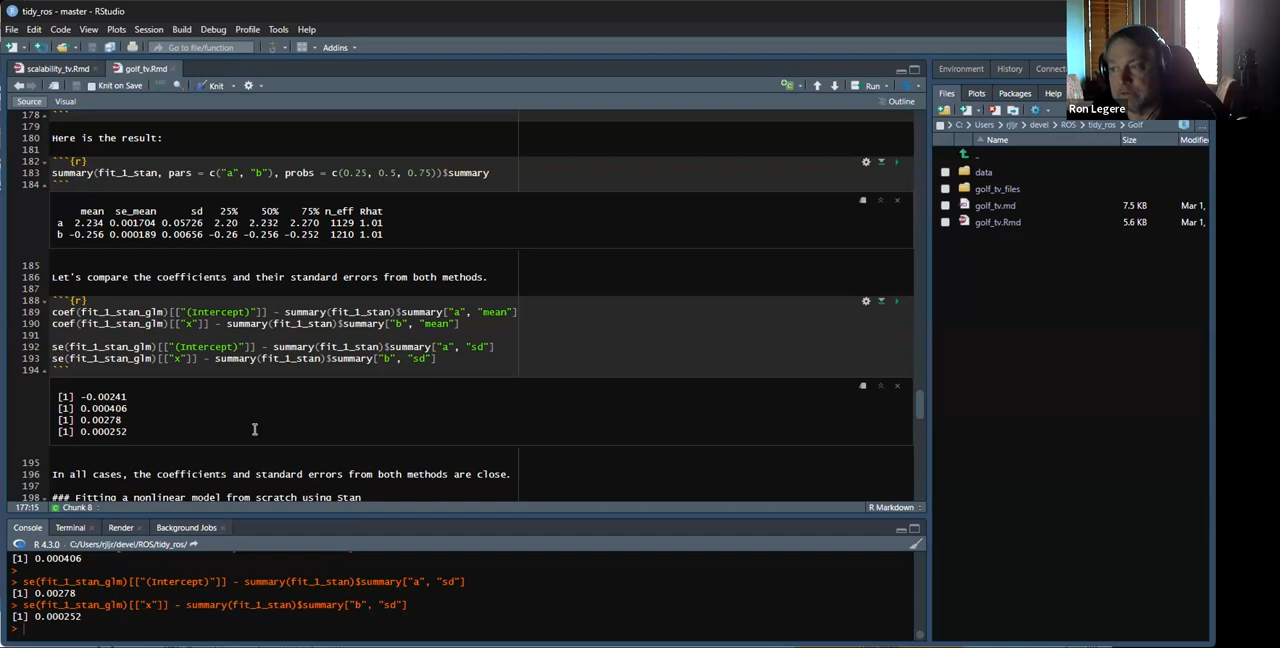 tidy_ros - master - RStudio
File Edit Code View Plots Session Build Debug Profile Tools Help
Go to file/function Addins
scalability_tv.Rmd golf_tv.Rmd
Knit on Save Knit Run
Source Visual Outline
178 ```
179
180 Here is the result:
181
182 ```{r}
183 summary(fit_1_stan, pars = c("a", "b"), probs = c(0.25, 0.5, 0.75))$summary
184 ```
mean se_mean sd 25% 50% 75% n_eff Rhat
a 2.234 0.001704 0.05726 2.20 2.232 2.270 1129 1.01
b -0.256 0.000189 0.00656 -0.26 -0.256 -0.252 1210 1.01
185
186 Let's compare the coefficients and their standard errors from both methods.
187
188 ```{r}
189 coef(fit_1_stan_glm)[["(Intercept)"]] - summary(fit_1_stan)$summary["a", "mean"]
190 coef(fit_1_stan_glm)[["x"]] - summary(fit_1_stan)$summary["b", "mean"]
191
192 se(fit_1_stan_glm)[["(Intercept)"]] - summary(fit_1_stan)$summary["a", "sd"]
193 se(fit_1_stan_glm)[["x"]] - summary(fit_1_stan)$summary["b", "sd"]
194 ```
[1] -0.00241
[1] 0.000406
[1] 0.00278
[1] 0.000252
195
196 In all cases, the coefficients and standard errors from both methods are close.
197
198 ### Fitting a nonlinear model from scratch using Stan
177:15 Chunk 8 R Markdown
Console Terminal Render Background Jobs
R 4.3.0 · C:/Users/rjljr/devel/ROS/tidy_ros/
[1] 0.000406
>
> se(fit_1_stan_glm)[["(Intercept)"]] - summary(fit_1_stan)$summary["a", "sd"]
[1] 0.00278
> se(fit_1_stan_glm)[["x"]] - summary(fit_1_stan)$summary["b", "sd"]
[1] 0.000252
>
Environment History Connect
Files Plots Packages Help
C: Users rjljr devel ROS tidy_ros Golf
Name Size Modifie
..
data
golf_tv_files
golf_tv.md 7.5 KB Mar 1,
golf_tv.Rmd 5.6 KB Mar 1,
Ron Legere